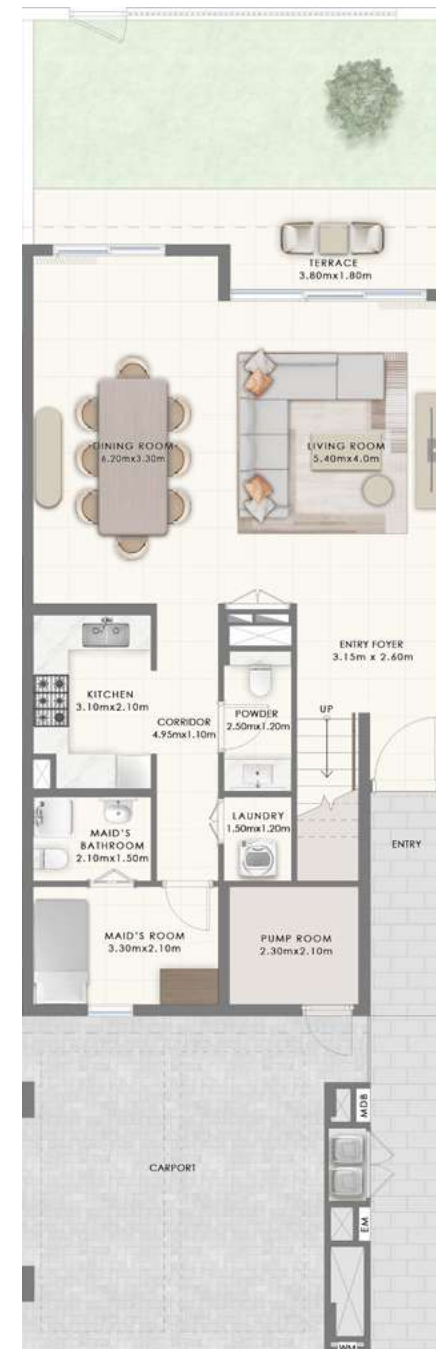 TERRACE
3.80mx1.80m
DINING ROOM
6.20mx3.30m
LIVING ROOM
5.40mx4.0m
ENTRY FOYER
3.15m x 2.60m
KITCHEN
3.10mx2.10m
CORRIDOR
4.95mx1.10m
POWDER
2.50mx1.20m
UP
LAUNDRY
1.50mx1.20m
MAID'S
BATHROOM
2.10mx1.50m
ENTRY
MAID'S ROOM
3.30mx2.10m
PUMP ROOM
2.30mx2.10m
MDB
CARPORT
EM
WM